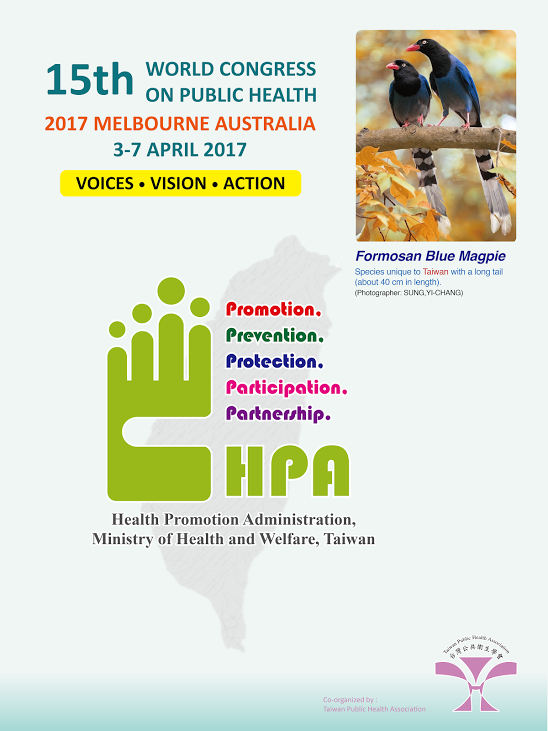 15th WORLD CONGRESS
ON PUBLIC HEALTH
2017 MELBOURNE AUSTRALIA
3-7 APRIL 2017
VOICES • VISION • ACTION
Formosan Blue Magpie
Species unique to Taiwan with a long tail
(about 40 cm in length).
(Photographer: SUNG,YI-CHANG)
Promotion.
Prevention.
Protection.
Participation.
Partnership.
HPA
Health Promotion Administration,
Ministry of Health and Welfare, Taiwan
Taiwan Public Health Association
台灣公共衛生學會
Co-organized by :
Taiwan Public Health Association